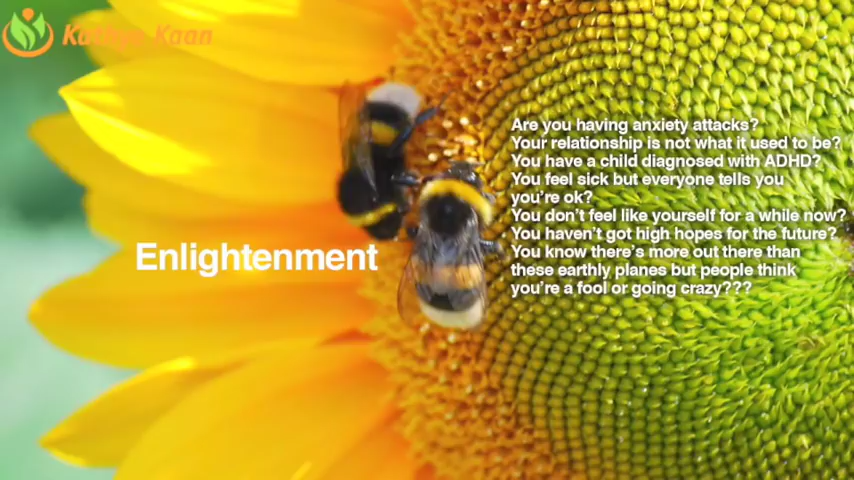 Kathye Kaan
Are you having anxiety attacks?
Your relationship is not what it used to be?
You have a child diagnosed with ADHD?
You feel sick but everyone tells you
you're ok?
You don't feel like yourself for a while now?
You haven't got high hopes for the future?
You know there's more out there than
these earthly planes but people think
you're a fool or going crazy???
Enlightenment